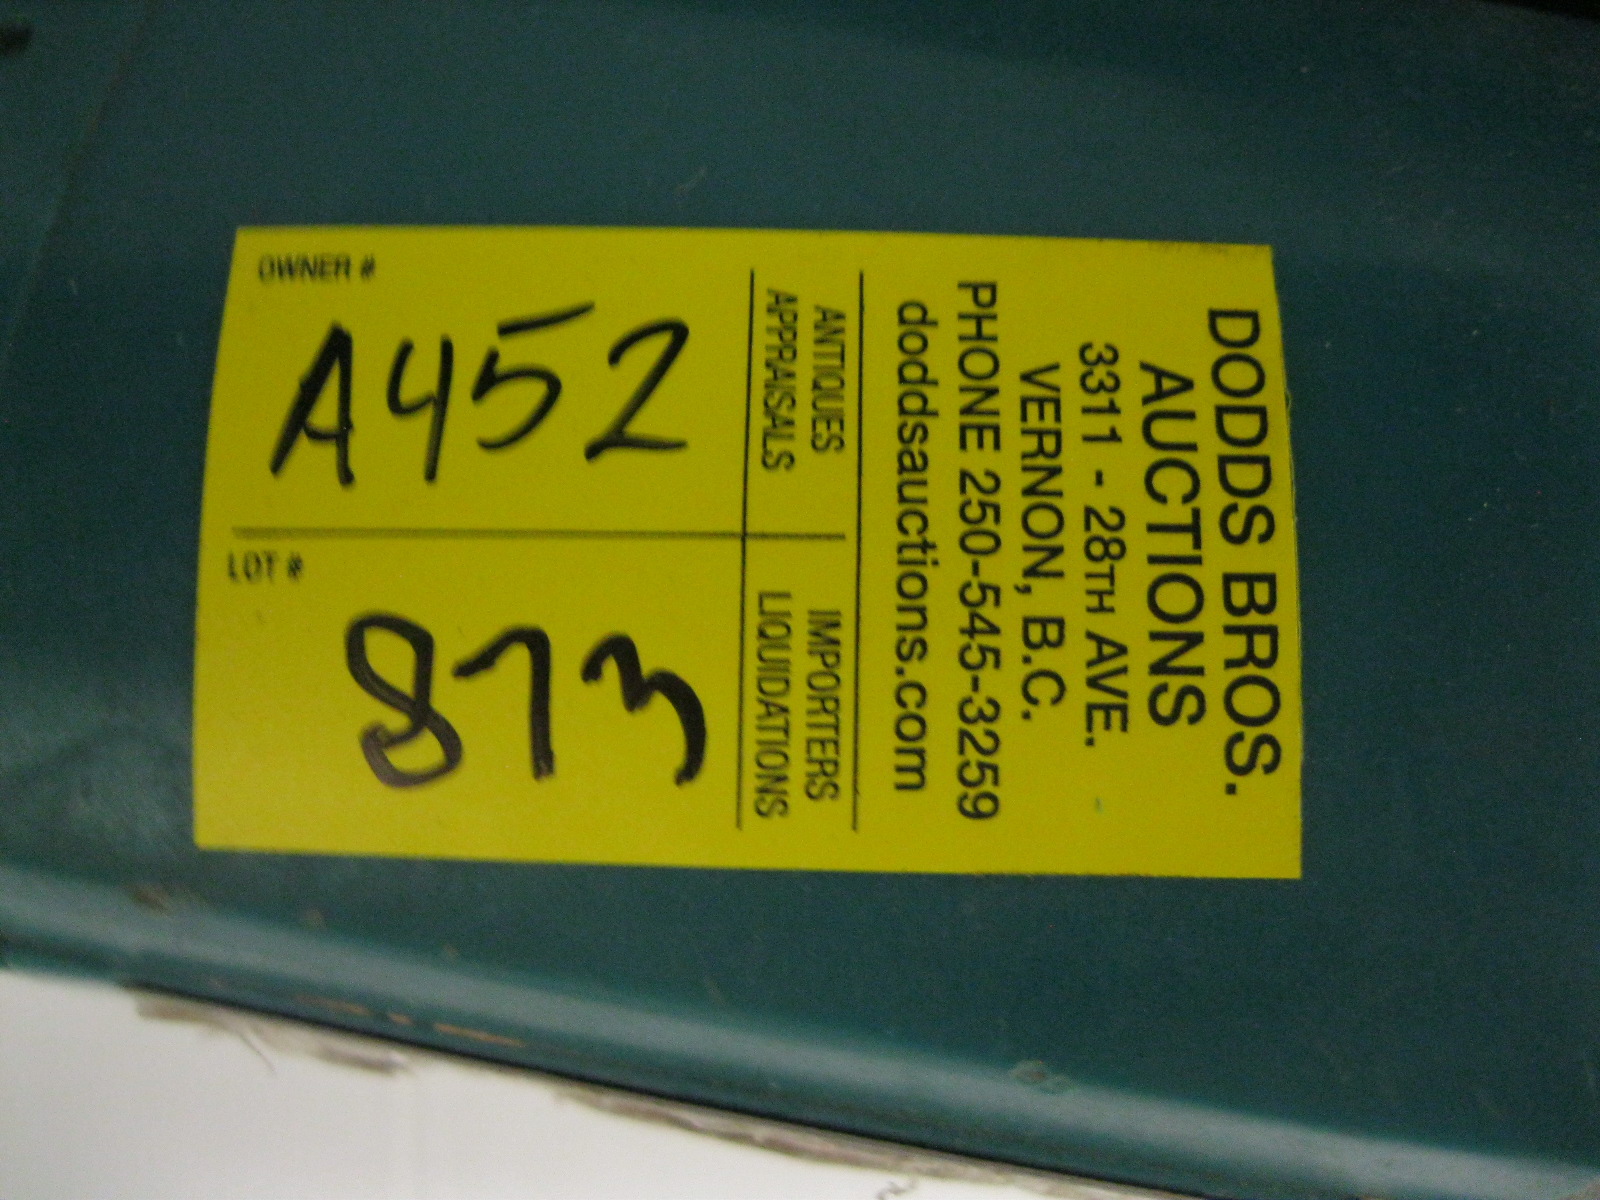 DODDS BROS.
AUCTIONS
3311 - 28TH AVE.
VERNON, B.C.
PHONE 250-545-3259
doddsauctions.com
ANTIQUES IMPORTERS
APPRAISALS LIQUIDATIONS
OWNER #
A452
LOT #
873